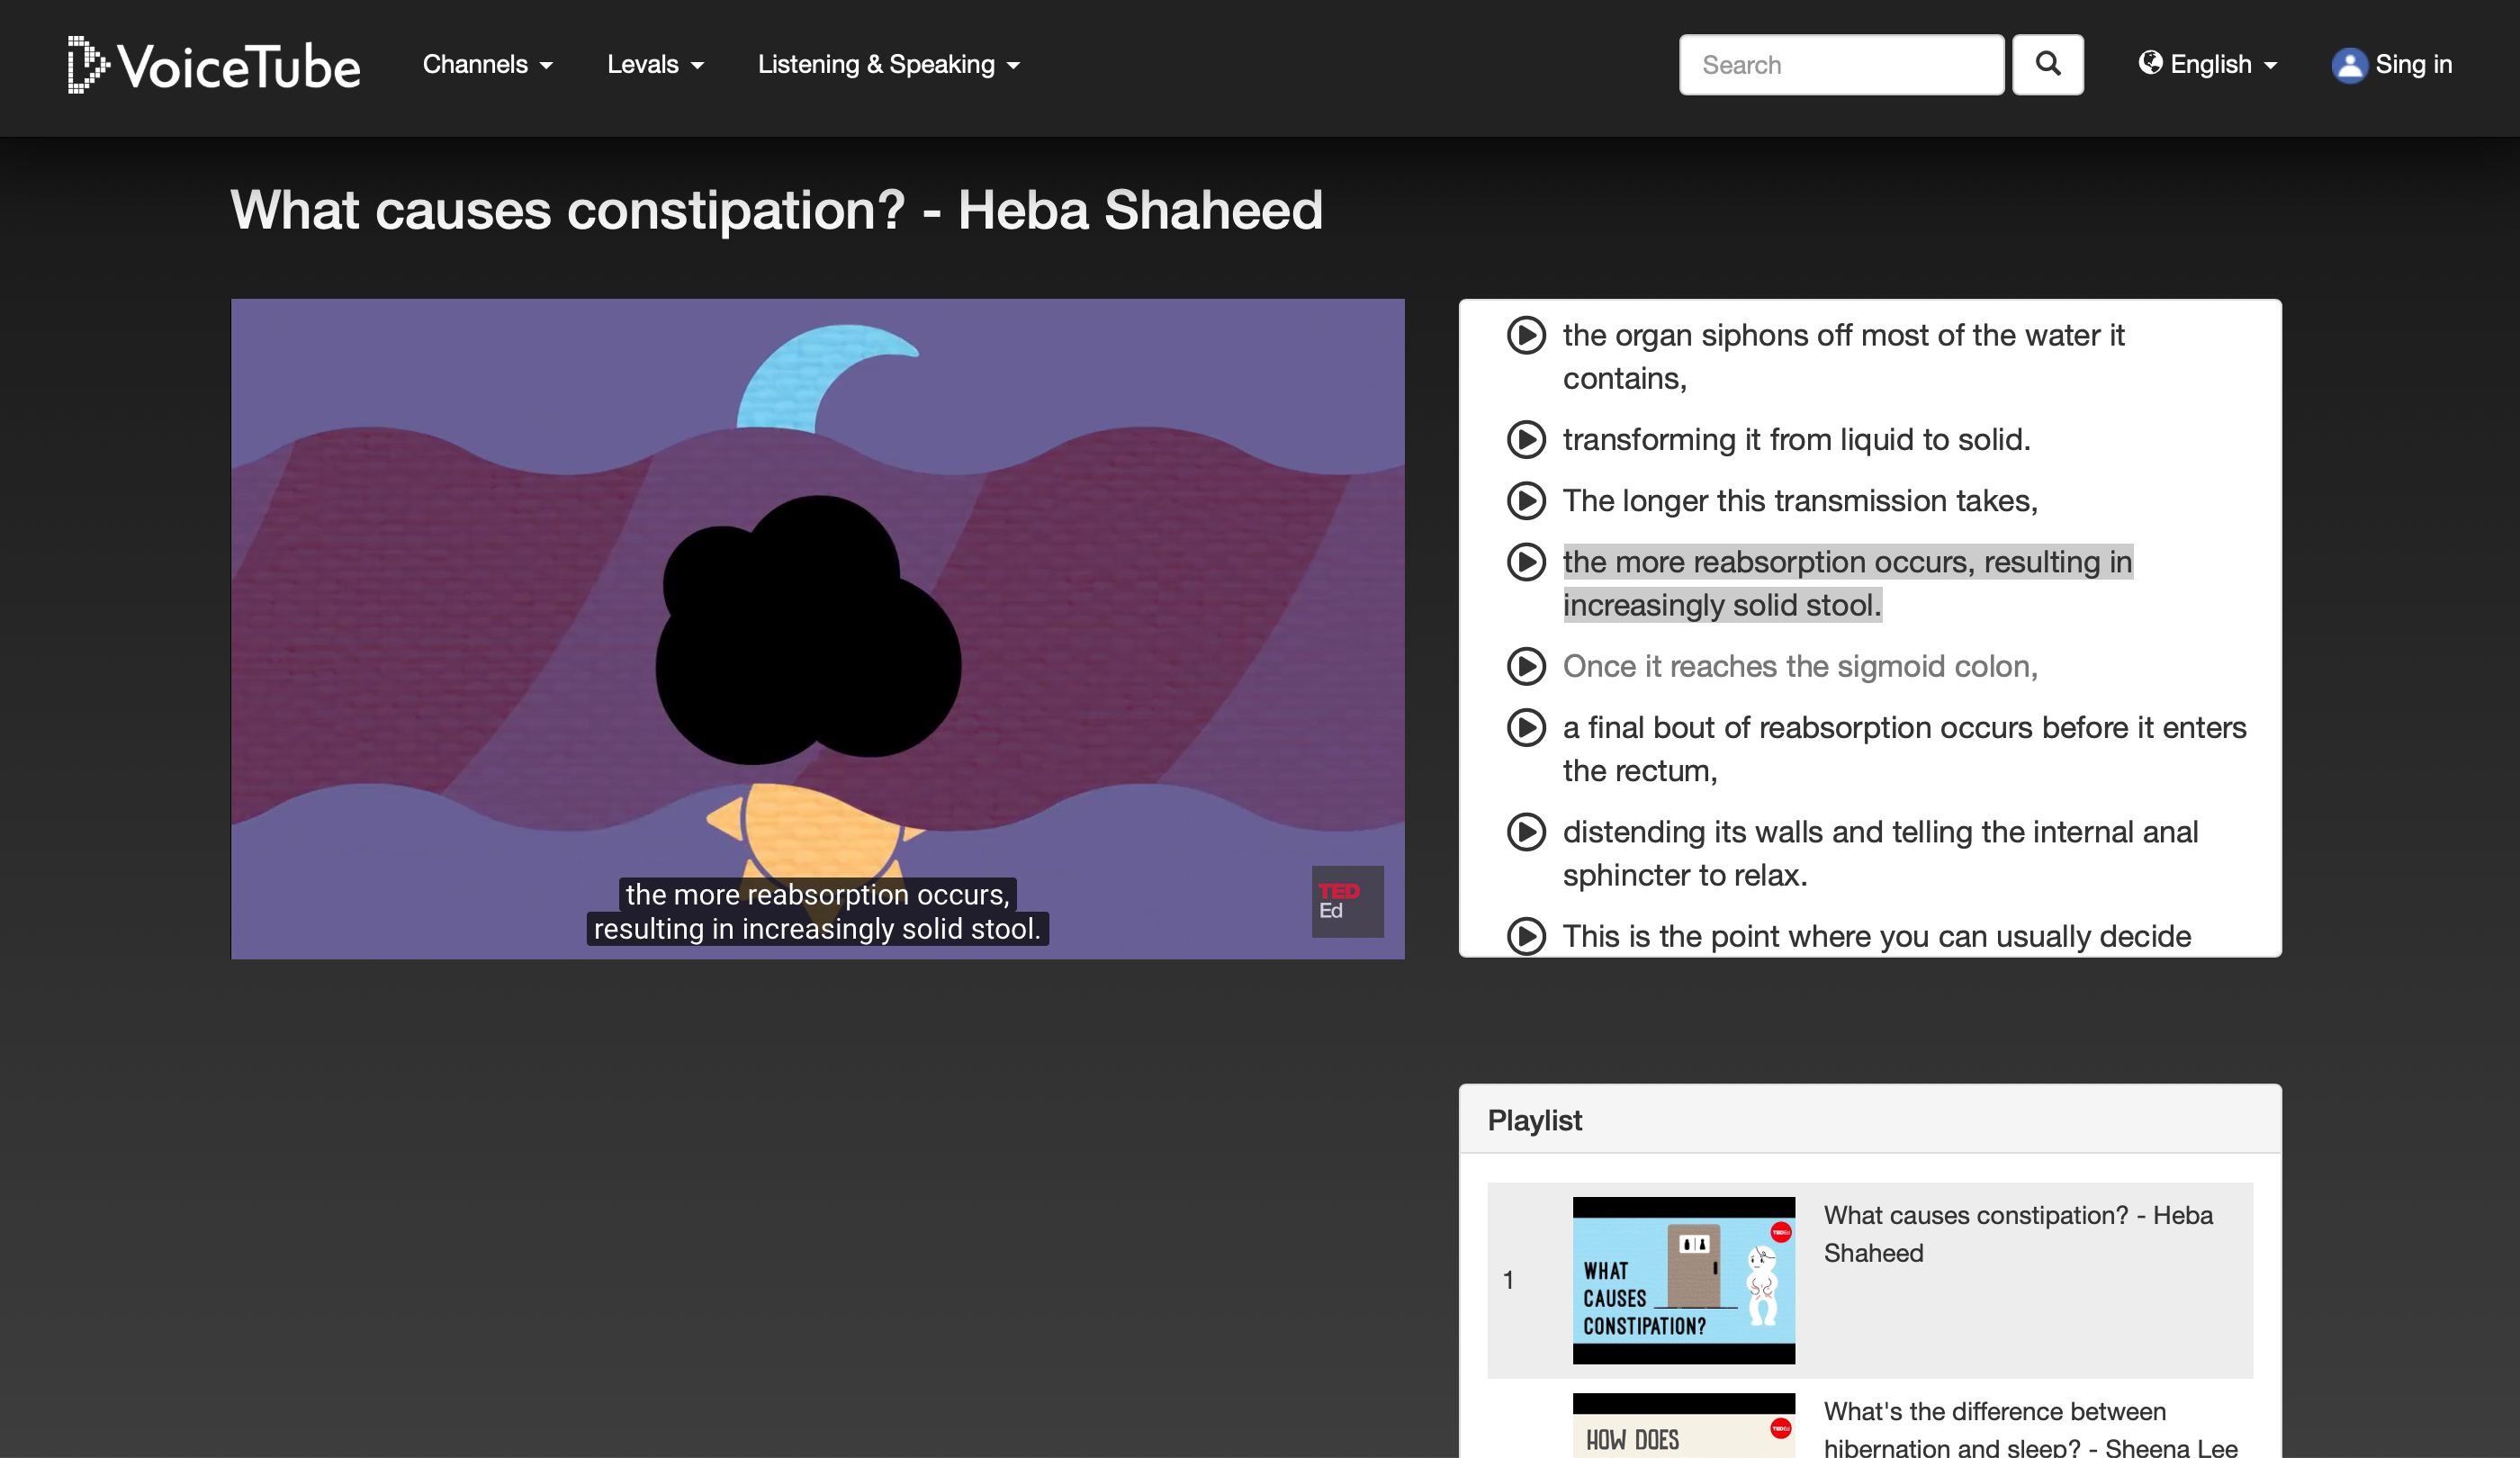 VoiceTube
Channels
Levals
Listening & Speaking
Search
English
Sing in
What causes constipation? - Heba Shaheed
the more reabsorption occurs,
resulting in increasingly solid stool.
TED
Ed
the organ siphons off most of the water it
contains,
transforming it from liquid to solid.
The longer this transmission takes,
the more reabsorption occurs, resulting in
increasingly solid stool.
Once it reaches the sigmoid colon,
a final bout of reabsorption occurs before it enters
the rectum,
distending its walls and telling the internal anal
sphincter to relax.
This is the point where you can usually decide
Playlist
1
WHAT
CAUSES
CONSTIPATION?
TEDEd
What causes constipation? - Heba
Shaheed
HOW DOES
TEDEd
What's the difference between
hibernation and sleep? - Sheena Lee